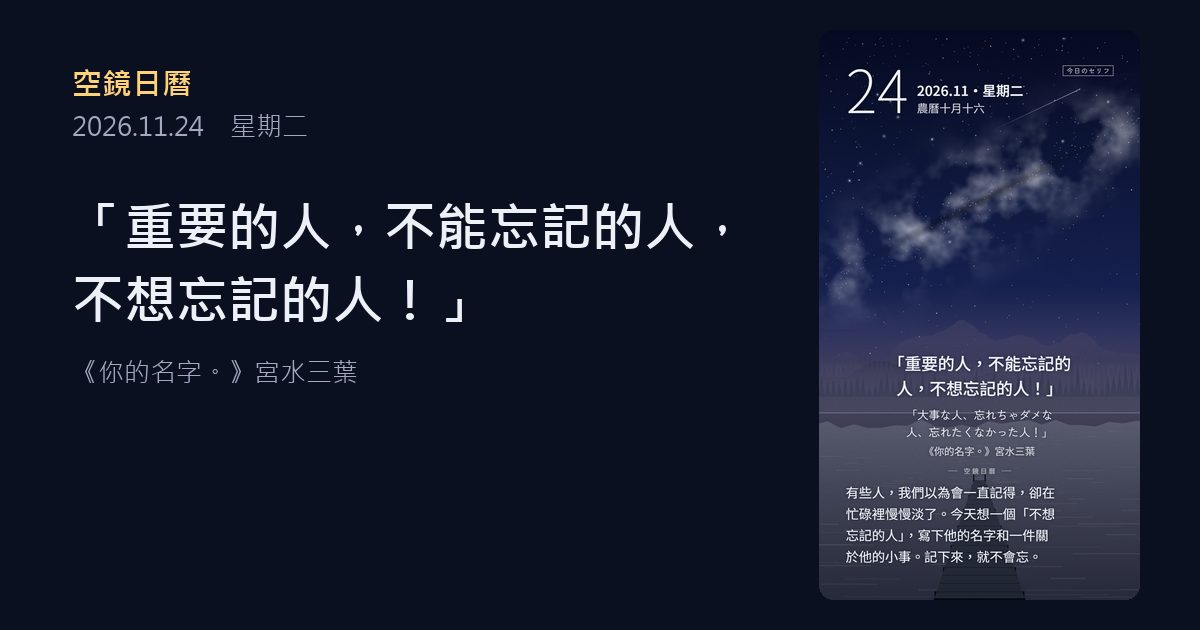 空鏡日曆
2026.11.24 星期二
「重要的人，不能忘記的人，
不想忘記的人！」
《你的名字。》宮水三葉
今日のセリフ
24
2026.11・星期二
農曆十月十六
「重要的人，不能忘記的
人，不想忘記的人！」
「大事な人、忘れちゃダメな
人、忘れたくなかった人！」
《你的名字。》宮水三葉
— 空鏡日曆 —
有些人，我們以為會一直記得，卻在
忙碌裡慢慢淡了。今天想一個「不想
忘記的人」，寫下他的名字和一件關
於他的小事。記下來，就不會忘。